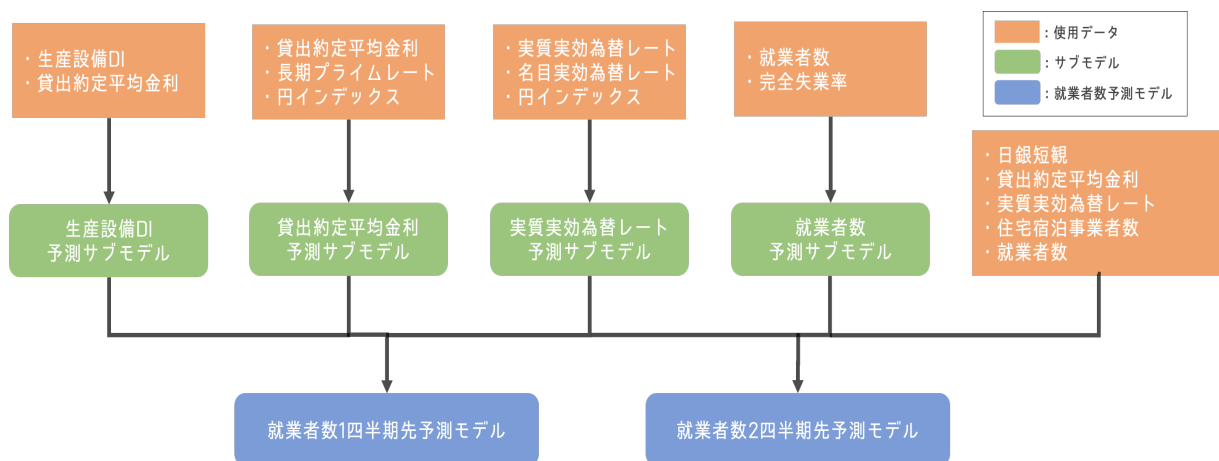 ・生産設備DI
・貸出約定平均金利
・貸出約定平均金利
・長期プライムレート
・円インデックス
・実質実効為替レート
・名目実効為替レート
・円インデックス
・就業者数
・完全失業率
：使用データ
：サブモデル
：就業者数予測モデル
・日銀短観
・貸出約定平均金利
・実質実効為替レート
・住宅宿泊事業者数
・就業者数
生産設備DI
予測サブモデル
貸出約定平均金利
予測サブモデル
実質実効為替レート
予測サブモデル
就業者数
予測サブモデル
就業者数1四半期先予測モデル
就業者数2四半期先予測モデル